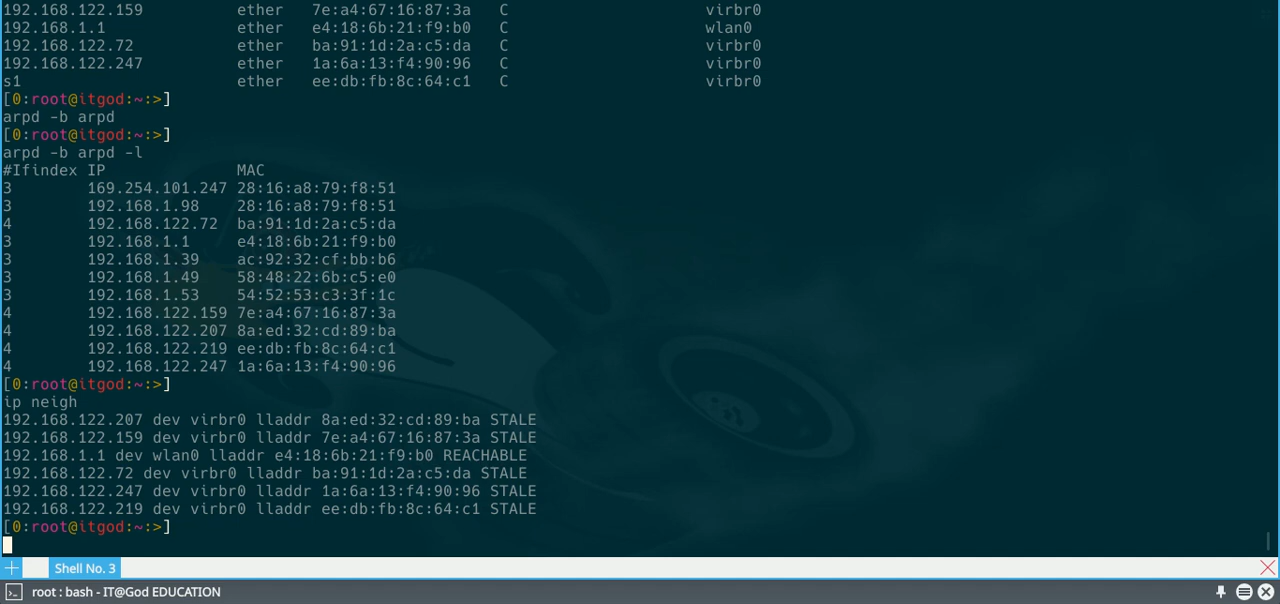 192.168.122.159 ether 7e:a4:67:16:87:3a C virbr0
192.168.1.1 ether e4:18:6b:21:f9:b0 C wlan0
192.168.122.72 ether ba:91:1d:2a:c5:da C virbr0
192.168.122.247 ether 1a:6a:13:f4:90:96 C virbr0
s1 ether ee:db:fb:8c:64:c1 C virbr0
[0:root@itgod:~:>]
arpd -b arpd
[0:root@itgod:~:>]
arpd -b arpd -l
#Ifindex IP MAC
3 169.254.101.247 28:16:a8:79:f8:51
3 192.168.1.98 28:16:a8:79:f8:51
4 192.168.122.72 ba:91:1d:2a:c5:da
3 192.168.1.1 e4:18:6b:21:f9:b0
3 192.168.1.39 ac:92:32:cf:bb:b6
3 192.168.1.49 58:48:22:6b:c5:e0
3 192.168.1.53 54:52:53:c3:3f:1c
4 192.168.122.159 7e:a4:67:16:87:3a
4 192.168.122.207 8a:ed:32:cd:89:ba
4 192.168.122.219 ee:db:fb:8c:64:c1
4 192.168.122.247 1a:6a:13:f4:90:96
[0:root@itgod:~:>]
ip neigh
192.168.122.207 dev virbr0 lladdr 8a:ed:32:cd:89:ba STALE
192.168.122.159 dev virbr0 lladdr 7e:a4:67:16:87:3a STALE
192.168.1.1 dev wlan0 lladdr e4:18:6b:21:f9:b0 REACHABLE
192.168.122.72 dev virbr0 lladdr ba:91:1d:2a:c5:da STALE
192.168.122.247 dev virbr0 lladdr 1a:6a:13:f4:90:96 STALE
192.168.122.219 dev virbr0 lladdr ee:db:fb:8c:64:c1 STALE
[0:root@itgod:~:>]
Shell No. 3
root : bash - IT@God EDUCATION